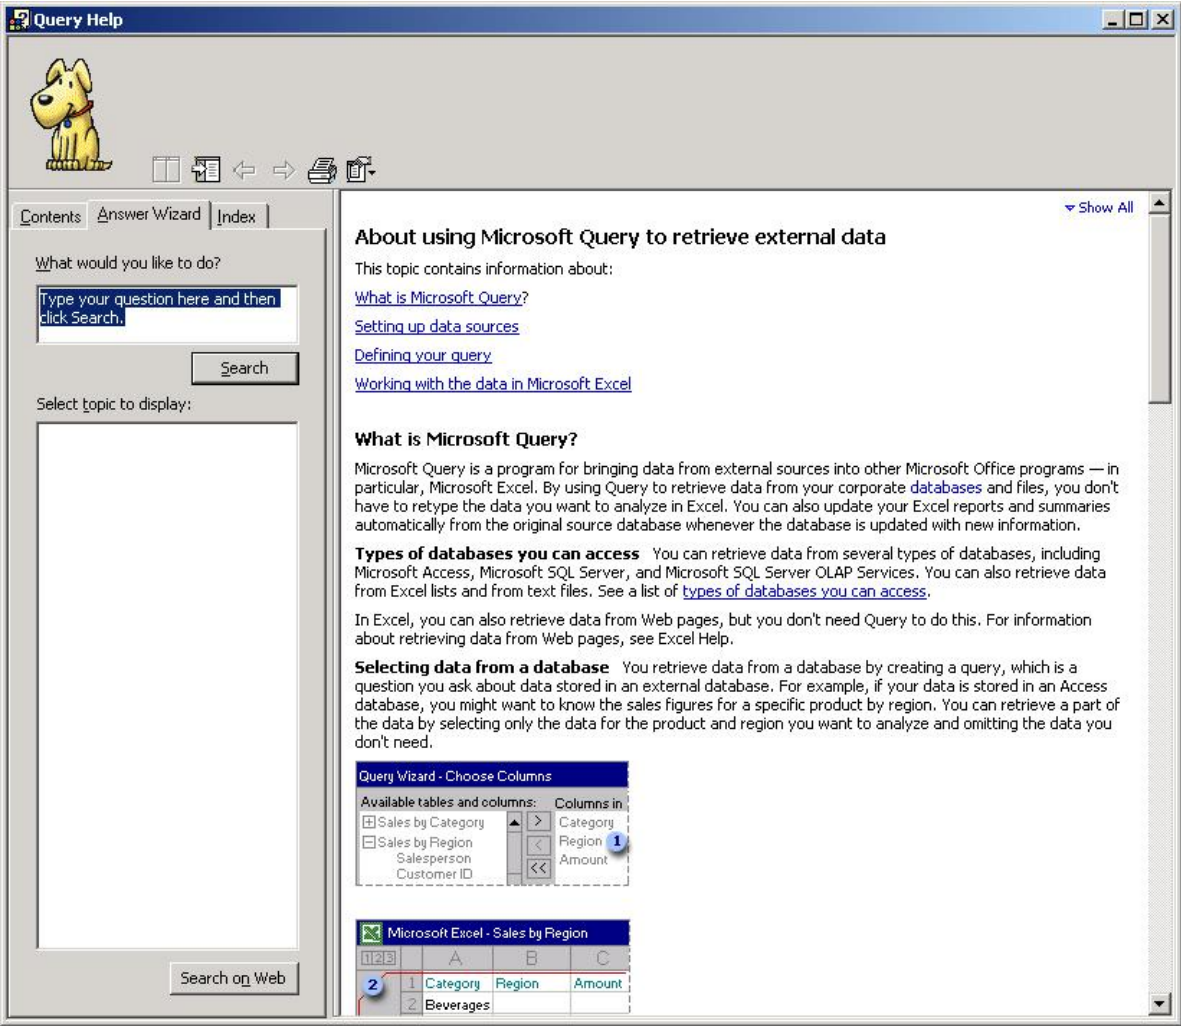 Query Help
Contents Answer Wizard Index
What would you like to do?
Type your question here and then
click Search.
Search
Select topic to display:
Search on Web
Show All
About using Microsoft Query to retrieve external data
This topic contains information about:
What is Microsoft Query?
Setting up data sources
Defining your query
Working with the data in Microsoft Excel
What is Microsoft Query?
Microsoft Query is a program for bringing data from external sources into other Microsoft Office programs — in
particular, Microsoft Excel. By using Query to retrieve data from your corporate databases and files, you don't
have to retype the data you want to analyze in Excel. You can also update your Excel reports and summaries
automatically from the original source database whenever the database is updated with new information.
Types of databases you can access You can retrieve data from several types of databases, including
Microsoft Access, Microsoft SQL Server, and Microsoft SQL Server OLAP Services. You can also retrieve data
from Excel lists and from text files. See a list of types of databases you can access.
In Excel, you can also retrieve data from Web pages, but you don't need Query to do this. For information
about retrieving data from Web pages, see Excel Help.
Selecting data from a database You retrieve data from a database by creating a query, which is a
question you ask about data stored in an external database. For example, if your data is stored in an Access
database, you might want to know the sales figures for a specific product by region. You can retrieve a part of
the data by selecting only the data for the product and region you want to analyze and omitting the data you
don't need.
Query Wizard - Choose Columns
Available tables and columns: Columns in
Sales by Category > Category
Sales by Region < Region 1
Salesperson << Amount
Customer ID
Microsoft Excel - Sales by Region
1 2 3 A B C
2 1 Category Region Amount
2 Beverages